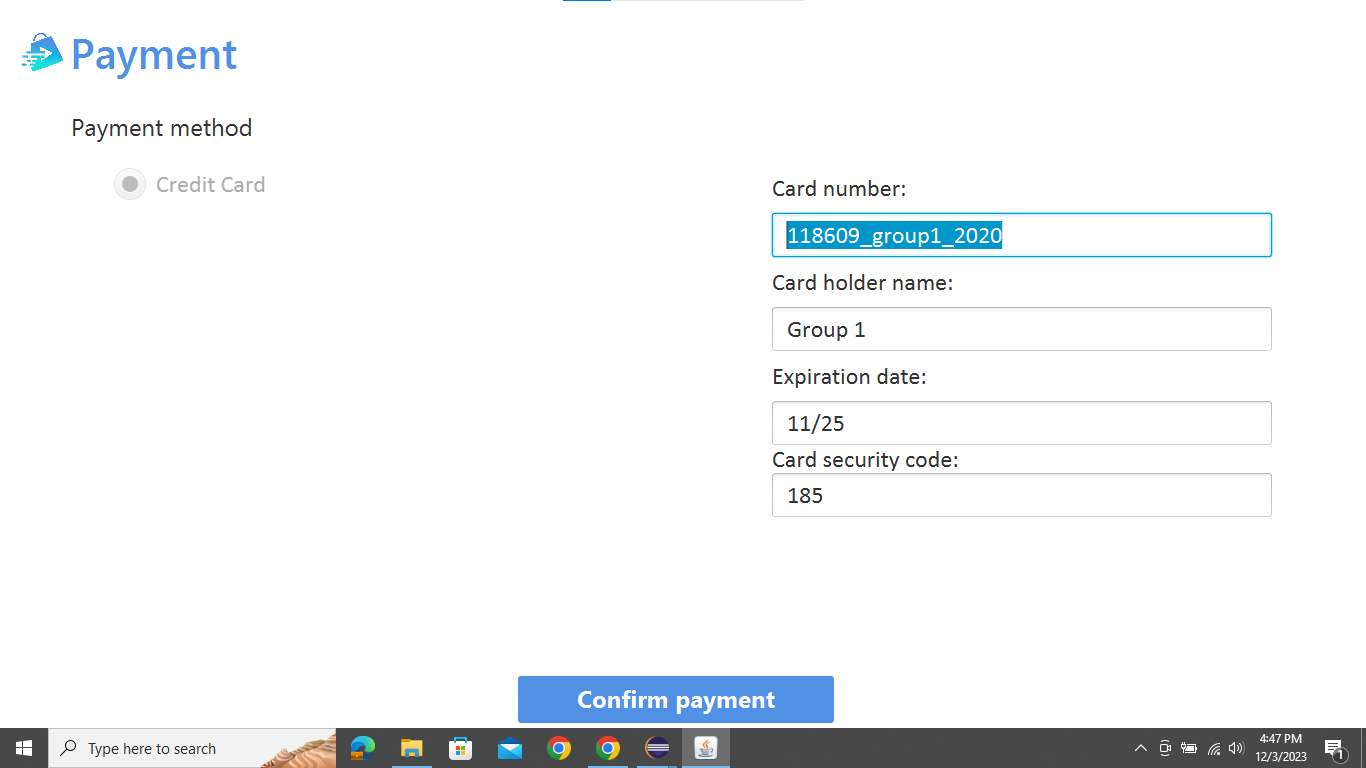 Payment
Payment method
Credit Card
Card number:
118609_group1_2020
Card holder name:
Group 1
Expiration date:
11/25
Card security code:
185
Confirm payment
Type here to search
4:47 PM
12/3/2023
1